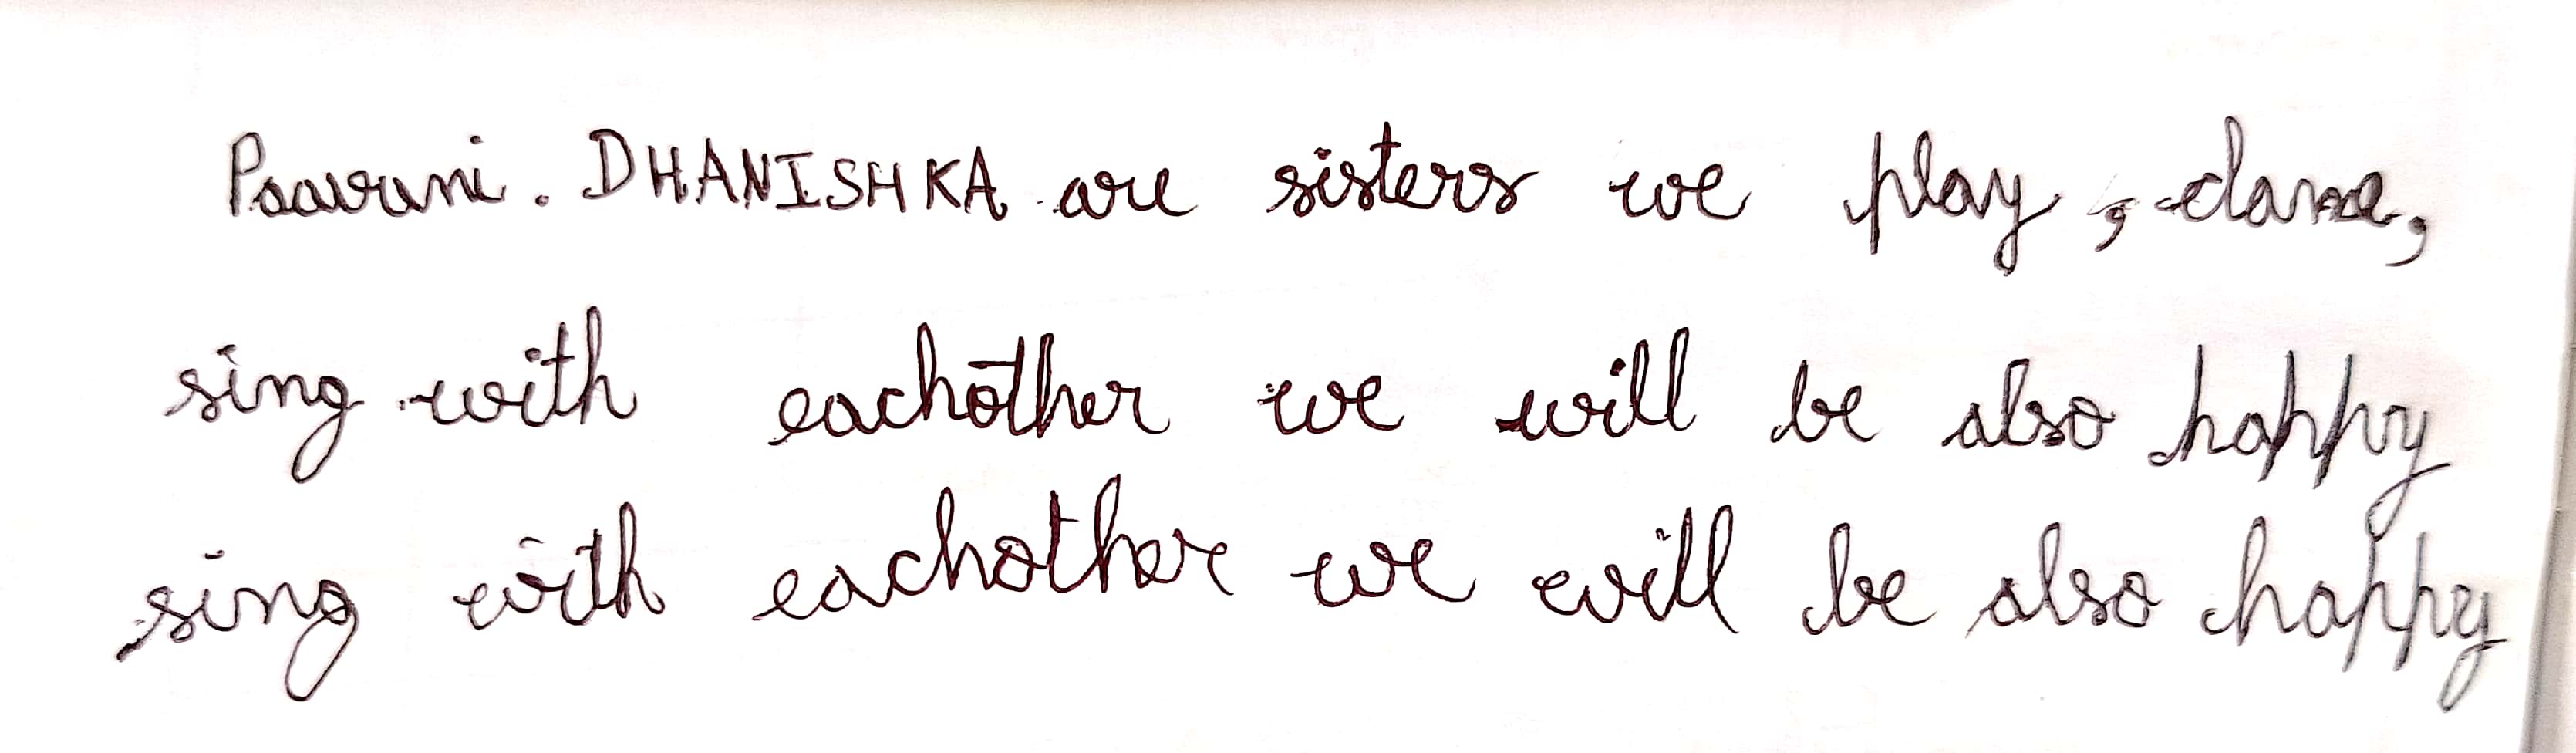 Paavani. DHANISHKA are sisters we play, dance,
sing with eachother we will be also happy
sing with eachother we will be also happy